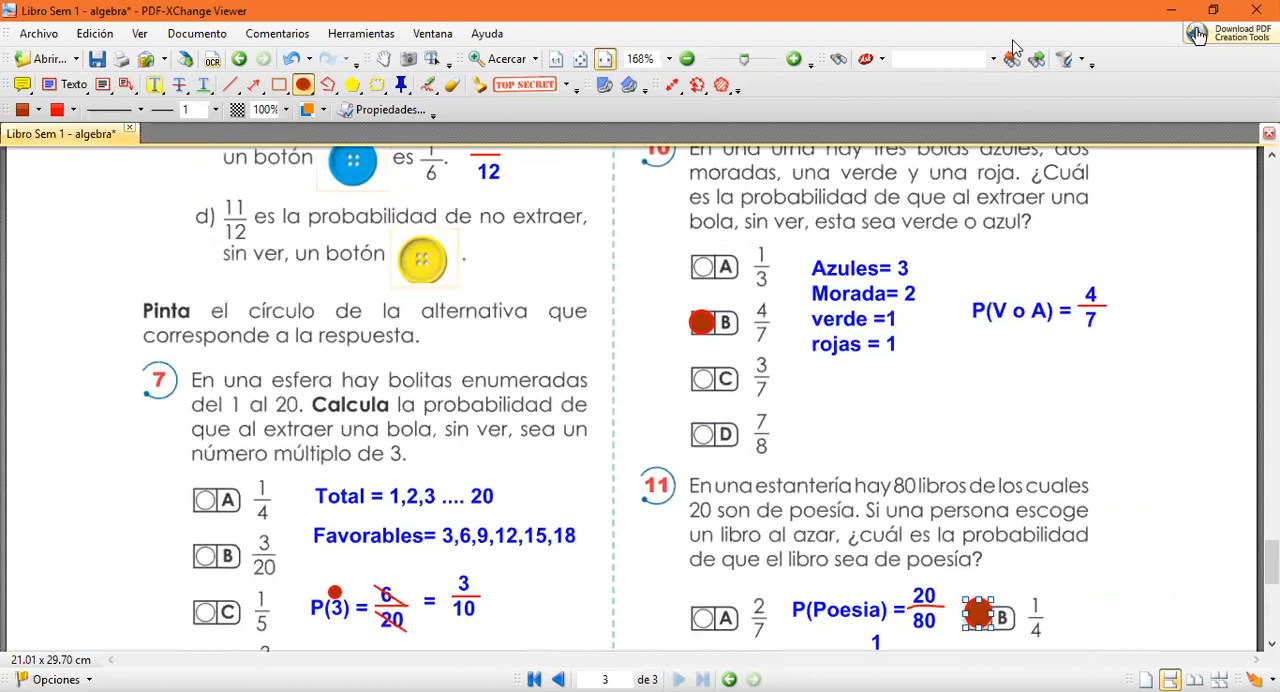 Libro Sem 1 - algebra* - PDF-XChange Viewer
Archivo Edición Ver Documento Comentarios Herramientas Ventana Ayuda
Download PDF
Creation Tools
Abrir... OCR Acercar 168%
Texto TOP SECRET
1 100% Propiedades...
Libro Sem 1 - algebra*
un botón es 1/6. 12
d) 11/12 es la probabilidad de no extraer,
sin ver, un botón .
Pinta el círculo de la alternativa que
corresponde a la respuesta.
7 En una esfera hay bolitas enumeradas
del 1 al 20. Calcula la probabilidad de
que al extraer una bola, sin ver, sea un
número múltiplo de 3.
A 1/4 Total = 1,2,3 .... 20
Favorables= 3,6,9,12,15,18
B 3/20
C 1/5 P(3) = 6/20 = 3/10
10 En una urna hay tres bolas azules, dos
moradas, una verde y una roja. ¿Cuál
es la probabilidad de que al extraer una
bola, sin ver, esta sea verde o azul?
A 1/3 Azules= 3
Morada= 2
B 4/7 verde =1 P(V o A) = 4/7
rojas = 1
C 3/7
D 7/8
11 En una estantería hay 80 libros de los cuales
20 son de poesía. Si una persona escoge
un libro al azar, ¿cuál es la probabilidad
de que el libro sea de poesía?
A 2/7 P(Poesia) = 20/80 B 1/4
1
21.01 x 29.70 cm
Opciones 3 de 3